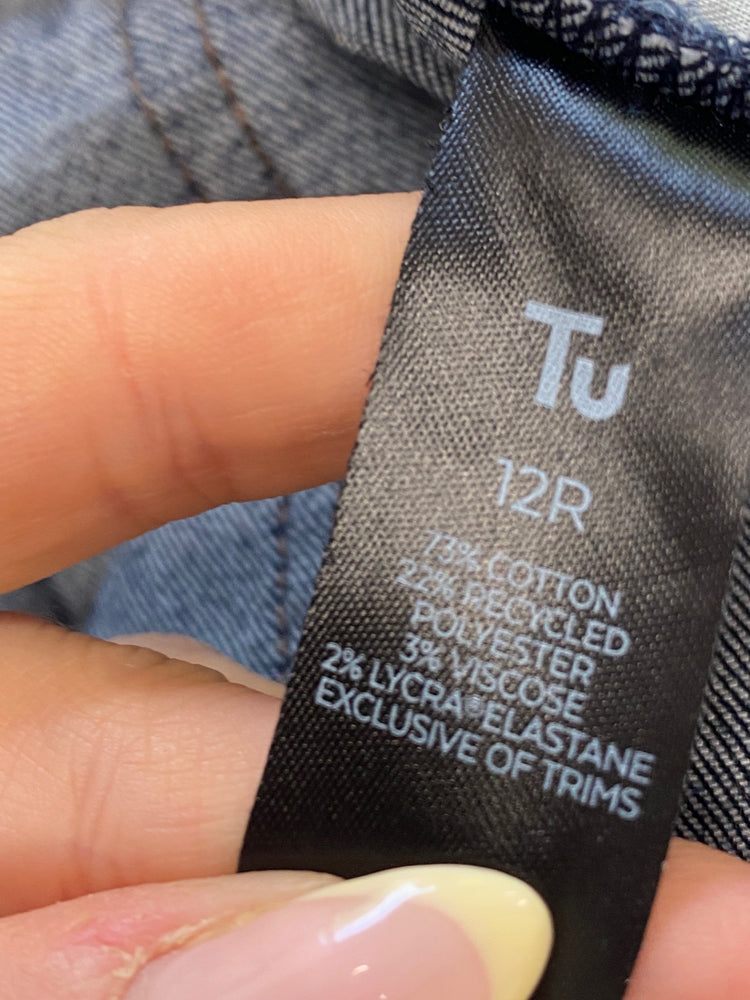 Tu
12R
73% COTTON
22% RECYCLED
POLYESTER
3% VISCOSE
2% LYCRA® ELASTANE
EXCLUSIVE OF TRIMS